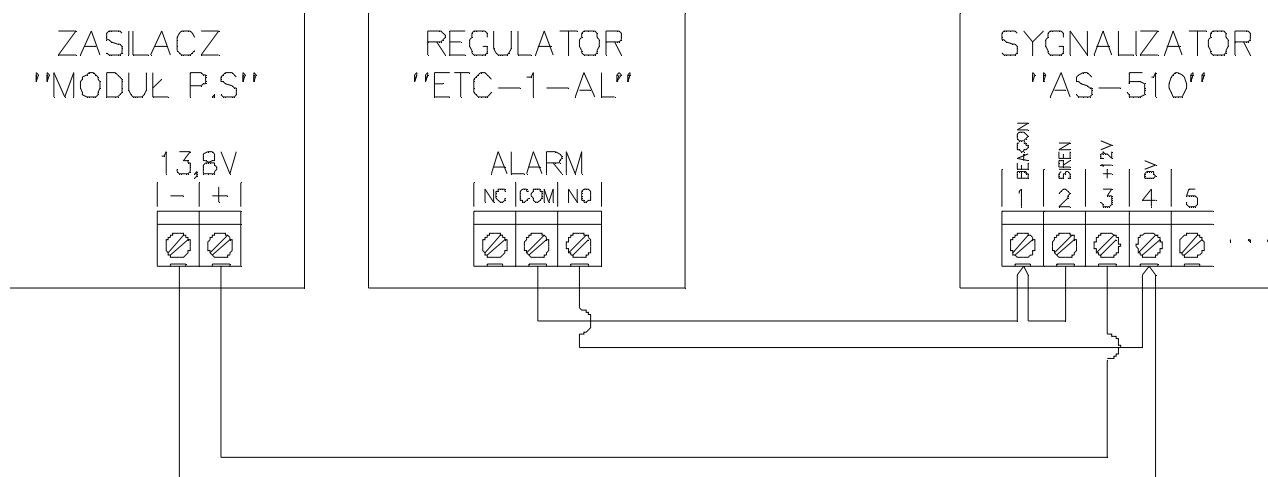 ZASILACZ
"MODUŁ P.S"
13,8V
- +
REGULATOR
"ETC-1-AL"
ALARM
NC COM NO
SYGNALIZATOR
"AS-510"
BEACON SIREN +12V 0V
1 2 3 4 5
. . .